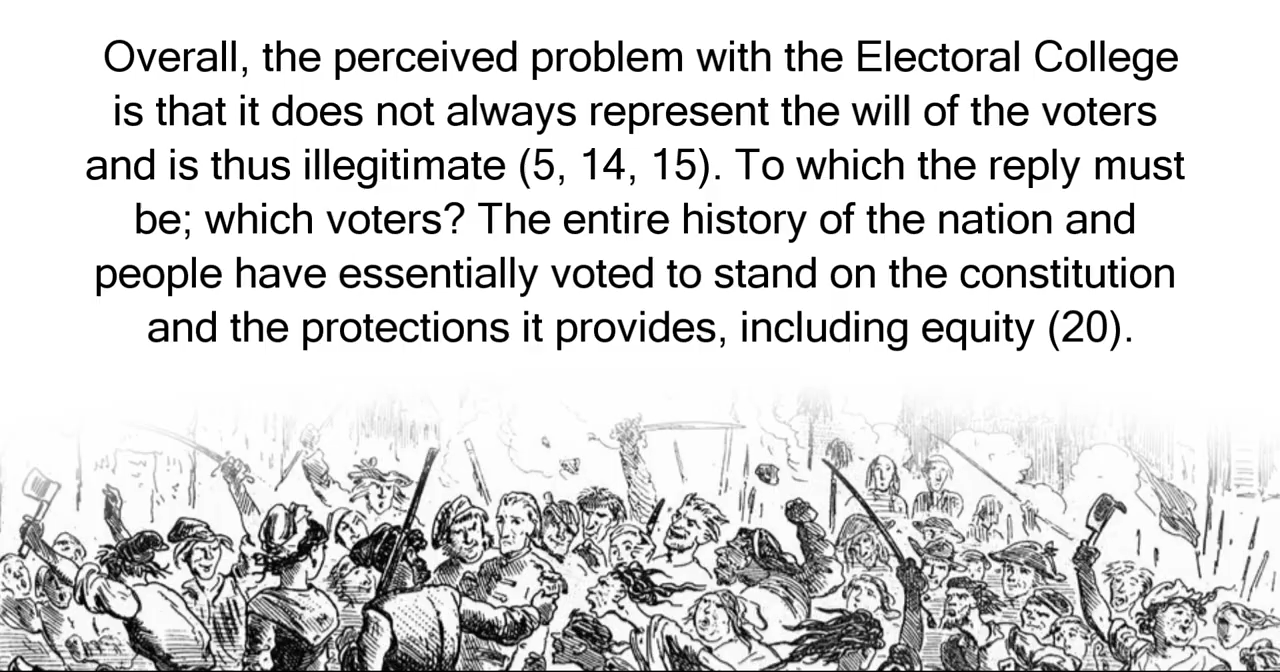 Overall, the perceived problem with the Electoral College
is that it does not always represent the will of the voters
and is thus illegitimate (5, 14, 15). To which the reply must
be; which voters? The entire history of the nation and
people have essentially voted to stand on the constitution
and the protections it provides, including equity (20).